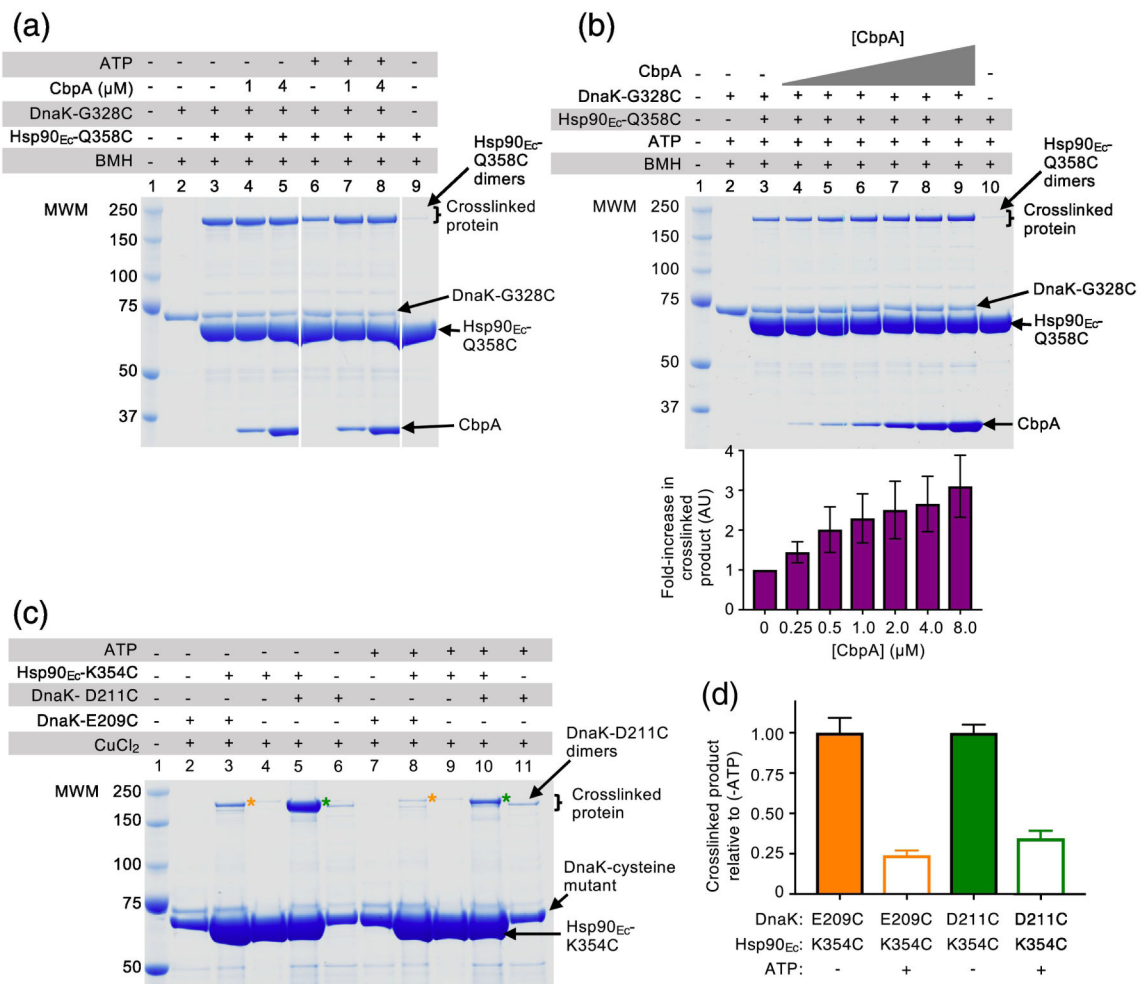 (a)
ATP - - - - - + + + -
CbpA (μM) - - - 1 4 - 1 4 -
DnaK-G328C - + + + + + + + -
Hsp90Ec-Q358C - - + + + + + + +
BMH - + + + + + + + +
1 2 3 4 5 6 7 8 9
MWM
250
150
100
75
50
37
Hsp90Ec-
Q358C
dimers
Crosslinked
protein
DnaK-G328C
Hsp90Ec-
Q358C
CbpA
(b)
[CbpA]
CbpA - - - -
DnaK-G328C - + + + + + + + + -
Hsp90Ec-Q358C - - + + + + + + + +
ATP - + + + + + + + + +
BMH - + + + + + + + + +
1 2 3 4 5 6 7 8 9 10
MWM
250
150
100
75
50
37
Hsp90Ec-
Q358C
dimers
Crosslinked
protein
DnaK-G328C
Hsp90Ec-
Q358C
CbpA
Fold-increase in
crosslinked
product (AU)
4
3
2
1
0
0 0.25 0.5 1.0 2.0 4.0 8.0
[CbpA] (μM)
(c)
ATP - - - - - - + + + + +
Hsp90Ec-K354C - - + + + - - + + + -
DnaK- D211C - - - - + + - - - + +
DnaK-E209C - + + - - - + + - - -
CuCl2 - + + + + + + + + + +
1 2 3 4 5 6 7 8 9 10 11
MWM
250
150
100
75
50
* * * *
DnaK-D211C
dimers
Crosslinked
protein
DnaK-cysteine
mutant
Hsp90Ec-
K354C
(d)
Crosslinked product
relative to (-ATP)
1.00
0.75
0.50
0.25
0
DnaK: E209C E209C D211C D211C
Hsp90Ec: K354C K354C K354C K354C
ATP: - + - +